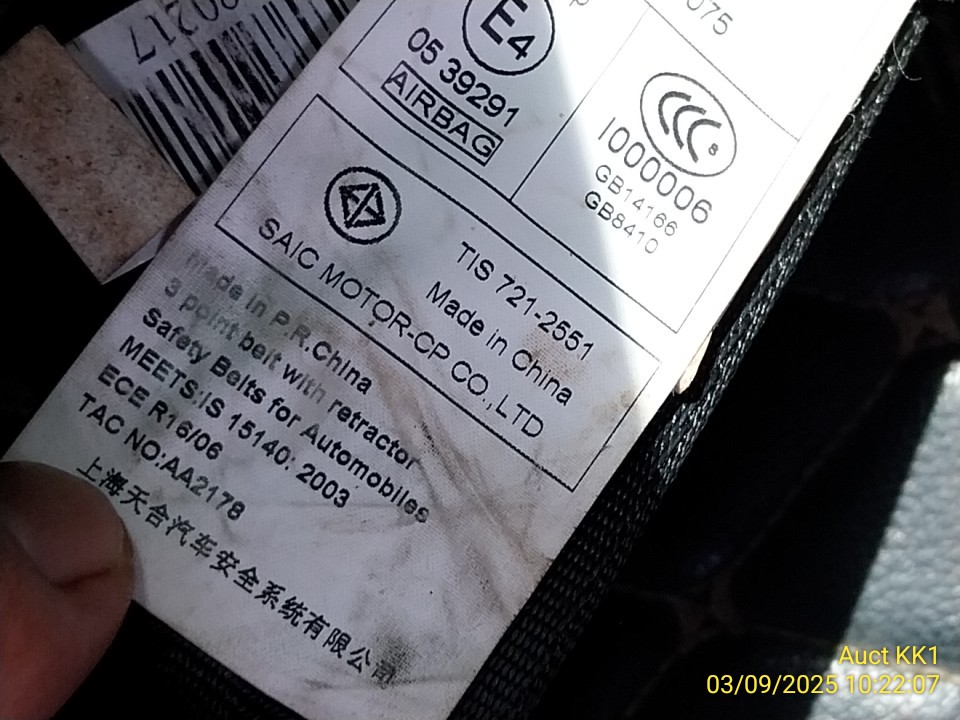 E4
05 39291
AIRBAG
075
I000006
GB14166
GB8410
TIS 721-2551
Made in China
SAIC MOTOR-CP CO.,LTD
made in P.R.China
3 point belt with retractor
Safety Belts for Automobiles
MEETS:IS 15140: 2003
ECE R16/06
TAC NO:AA2178
上海天合汽车安全系统有限公司
Auct KK1
03/09/2025 10:22:07